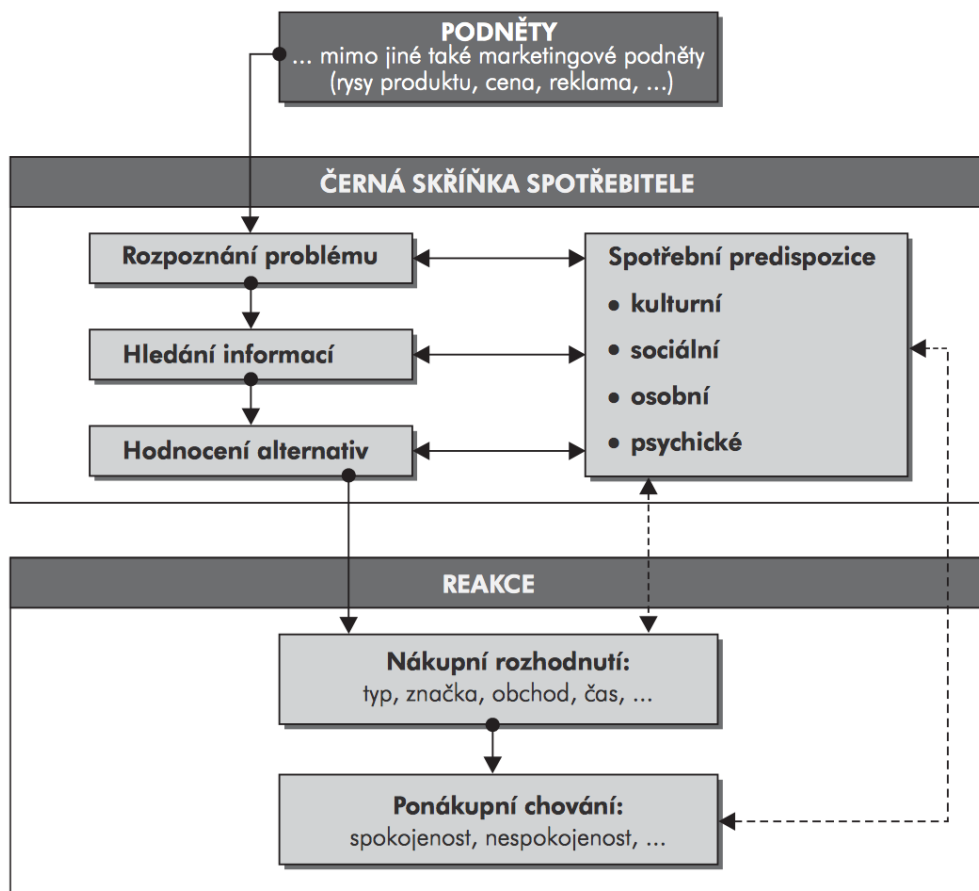 PODNĚTY
... mimo jiné také marketingové podněty
(rysy produktu, cena, reklama, ...)
ČERNÁ SKŘÍŇKA SPOTŘEBITELE
Rozpoznání problému
Hledání informací
Hodnocení alternativ
Spotřební predispozice
• kulturní
• sociální
• osobní
• psychické
REAKCE
Nákupní rozhodnutí:
typ, značka, obchod, čas, ...
Ponákupní chování:
spokojenost, nespokojenost, ...